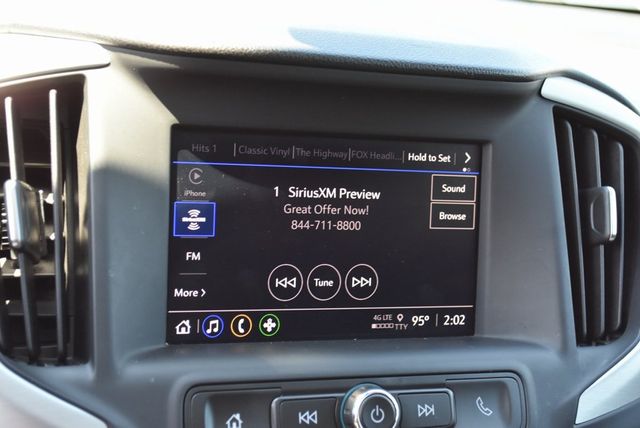 Hits 1 Classic Vinyl The Highway FOX Headli... Hold to Set
iPhone
1 SiriusXM Preview
Great Offer Now!
844-711-8800
Sound
Browse
SIRIUSXM
FM
Tune
More
4G LTE
TTY
95° 2:02